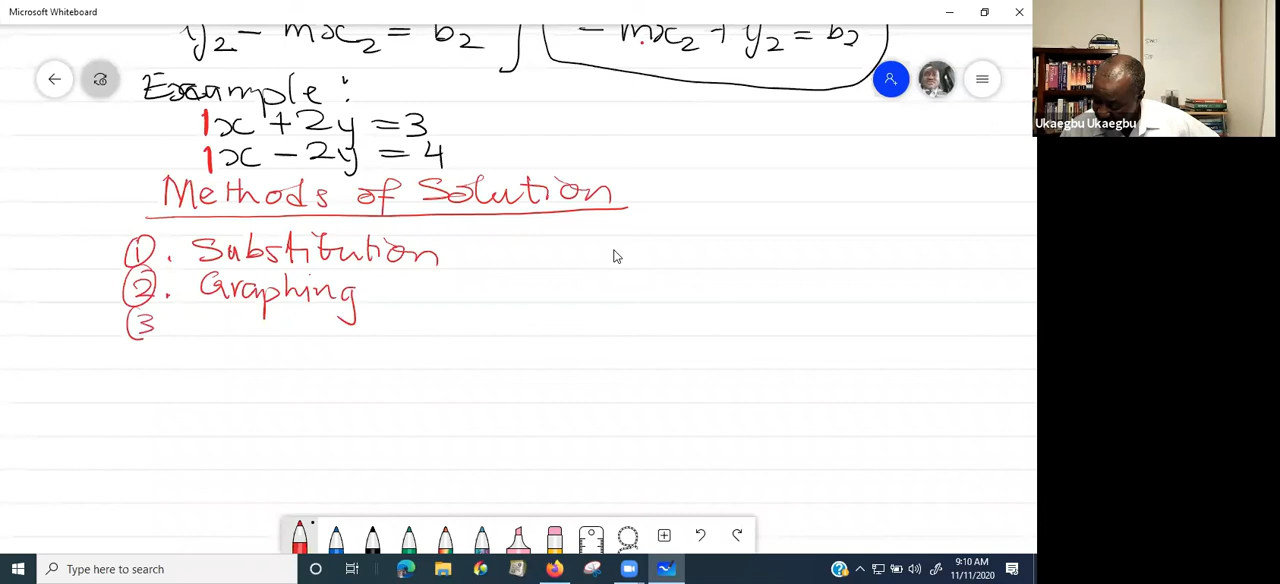 Microsoft Whiteboard
y₂ - mx₂ = b₂
- mx₂ + y₂ = b₂
Example:
1x + 2y = 3
1x - 2y = 4
Methods of Solution
①. Substitution
②. Graphing
(3
Ukaegbu Ukaegbu
Type here to search
9:10 AM
11/11/2020